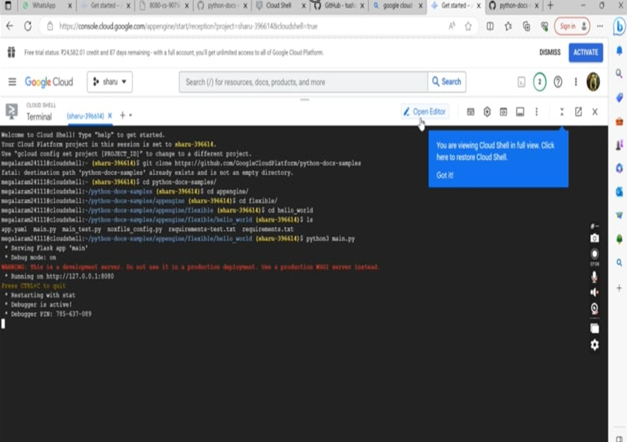 WhatsApp
Get started
8080-cs-907
python-docs
Cloud Shell
GitHub - tush
google cloud
Get started
python-docs
https://console.cloud.google.com/appengine/start/reception?project=sharu-396614&cloudshell=true
Sign in
Free trial status: ₹24,582.01 credit and 87 days remaining - with a full account, you'll get unlimited access to all of Google Cloud Platform.
DISMISS
ACTIVATE
Google Cloud
sharu
Search (/) for resources, docs, products, and more
Search
2
CLOUD SHELL
Terminal
(sharu-396614)
Open Editor
You are viewing Cloud Shell in full view. Click
here to restore Cloud Shell.
Got it!
Welcome to Cloud Shell! Type "help" to get started.
Your Cloud Platform project in this session is set to sharu-396614.
Use "gcloud config set project [PROJECT_ID]" to change to a different project.
megalaram24111@cloudshell:~ (sharu-396614)$ git clone https://github.com/GoogleCloudPlatform/python-docs-samples
fatal: destination path 'python-docs-samples' already exists and is not an empty directory.
megalaram24111@cloudshell:~ (sharu-396614)$ cd python-docs-samples/
megalaram24111@cloudshell:~/python-docs-samples (sharu-396614)$ cd appengine/
megalaram24111@cloudshell:~/python-docs-samples/appengine (sharu-396614)$ cd flexible/
megalaram24111@cloudshell:~/python-docs-samples/appengine/flexible (sharu-396614)$ cd hello_world
megalaram24111@cloudshell:~/python-docs-samples/appengine/flexible/hello_world (sharu-396614)$ ls
app.yaml main.py main_test.py noxfile_config.py requirements-test.txt requirements.txt
megalaram24111@cloudshell:~/python-docs-samples/appengine/flexible/hello_world (sharu-396614)$ python3 main.py
* Serving Flask app 'main'
* Debug mode: on
WARNING: This is a development server. Do not use it in a production deployment. Use a production WSGI server instead.
* Running on http://127.0.0.1:8080
Press CTRL+C to quit
* Restarting with stat
* Debugger is active!
* Debugger PIN: 785-637-089